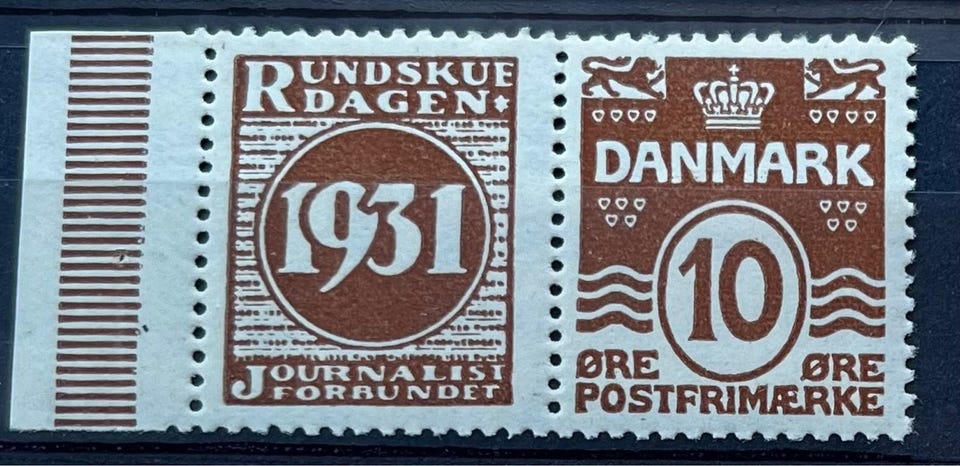 RUNDSKUE
DAGEN
1931
JOURNALIST
FORBUNDET
DANMARK
10
ØRE ØRE
POSTFRIMÆRKE